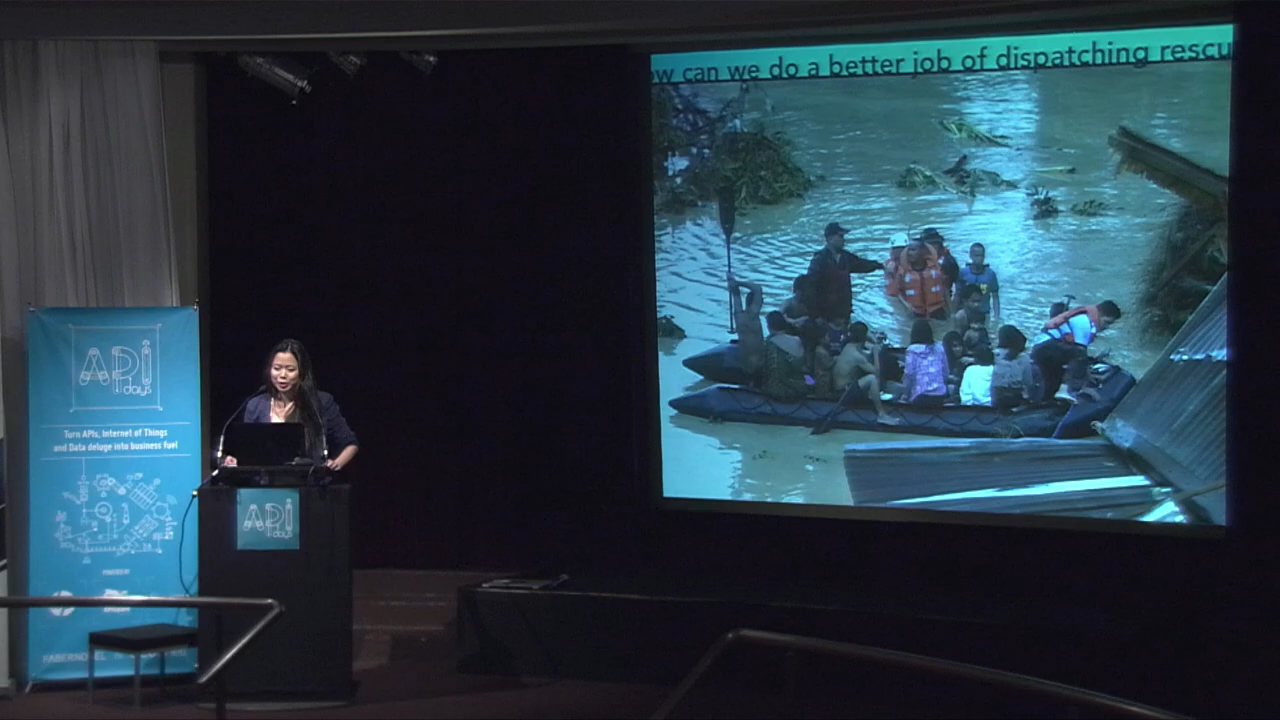 ow can we do a better job of dispatching rescu
APi
days
Turn APIs, Internet of Things
and Data deluge into business fuel
APi
days